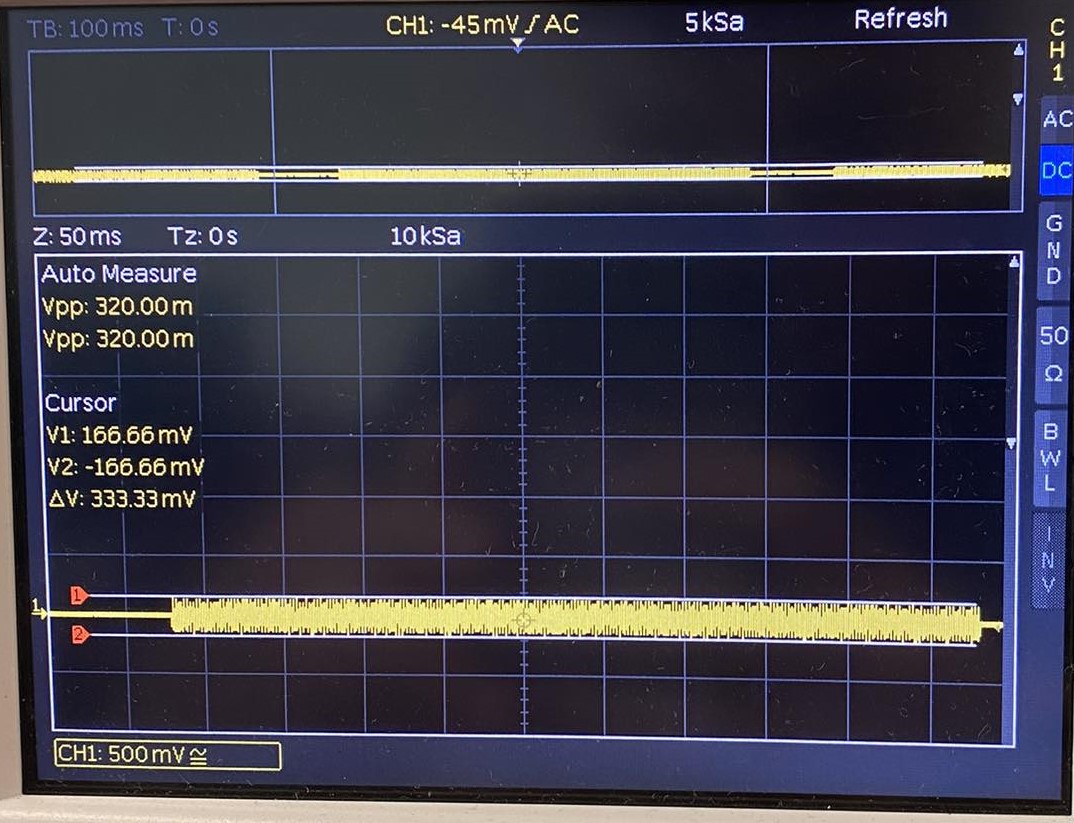 TB: 100ms T: 0s CH1: -45mV / AC 5kSa Refresh
CH1
AC
DC
GND
50
Ω
BWL
INV
Z: 50ms Tz: 0s 10kSa
Auto Measure
Vpp: 320.00m
Vpp: 320.00m
Cursor
V1: 166.66mV
V2: -166.66mV
ΔV: 333.33mV
1
1
2
CH1: 500mV ≅